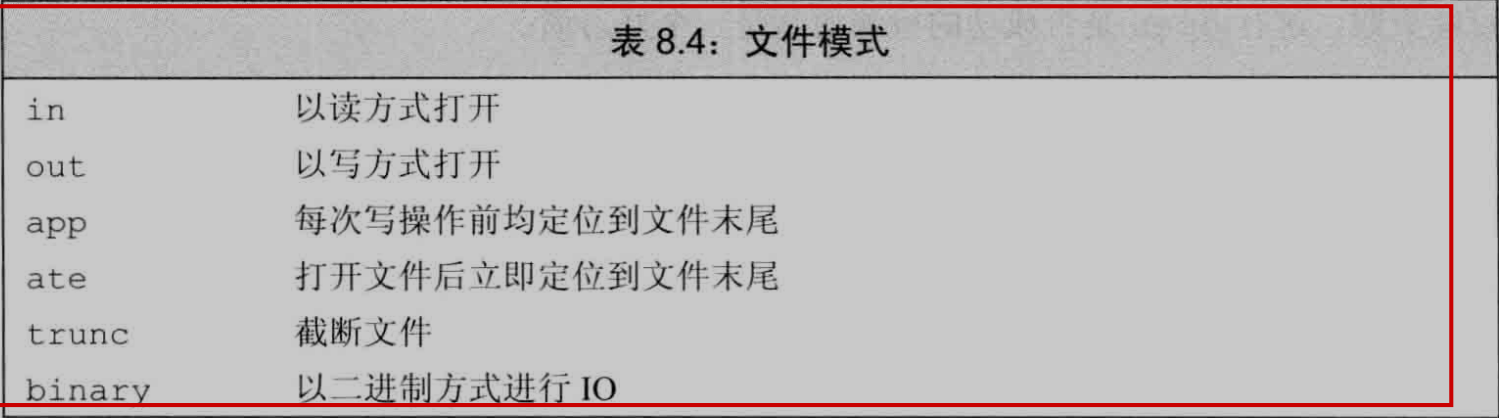 表 8.4：文件模式
in 以读方式打开
out 以写方式打开
app 每次写操作前均定位到文件末尾
ate 打开文件后立即定位到文件末尾
trunc 截断文件
binary 以二进制方式进行 IO